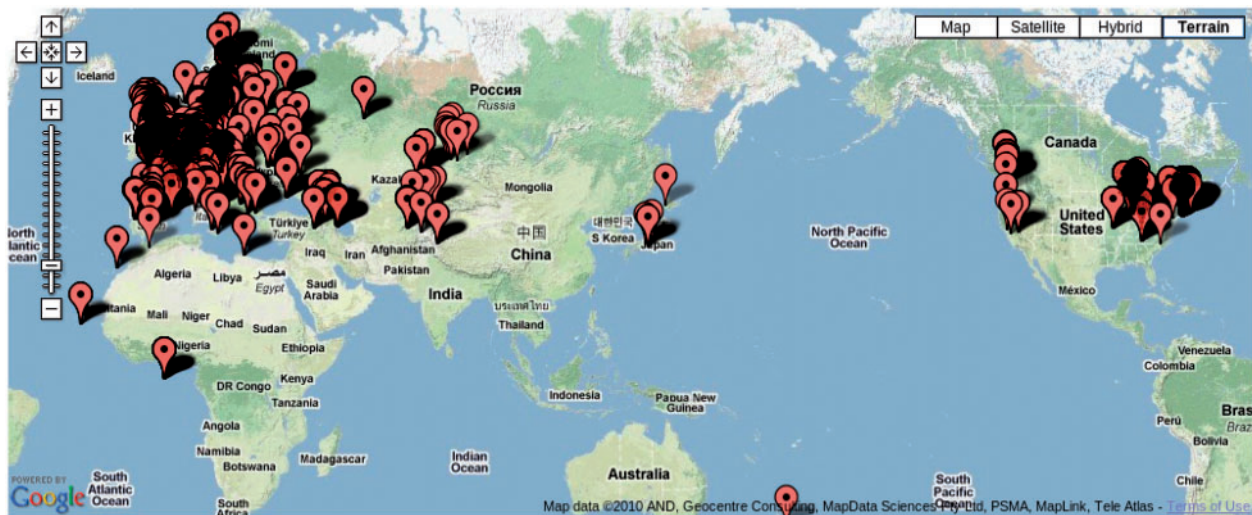 Map
Satellite
Hybrid
Terrain
Iceland
Россия
Russia
Canada
Mongolia
United
States
Türkiye
Turkey
대한민국
S Korea
Japan
North Pacific
Ocean
中国
China
Iraq
Iran
Afghanistan
Pakistan
Algeria
Libya
مصر
Egypt
Saudi
Arabia
India
México
Mali
Niger
Chad
Sudan
ประเทศไทย
Thailand
Nigeria
Ethiopia
Venezuela
Colombia
DR Congo
Kenya
Tanzania
Indonesia
Papua New
Guinea
Perú
Angola
Bolivia
Namibia
Botswana
Madagascar
Indian
Ocean
Australia
South
Atlantic
Ocean
South
Pacific
Ocean
Chile
South
Africa
POWERED BY
Google
Map data ©2010 AND, Geocentre Consulting, MapData Sciences Pty Ltd, PSMA, MapLink, Tele Atlas - Terms of Use